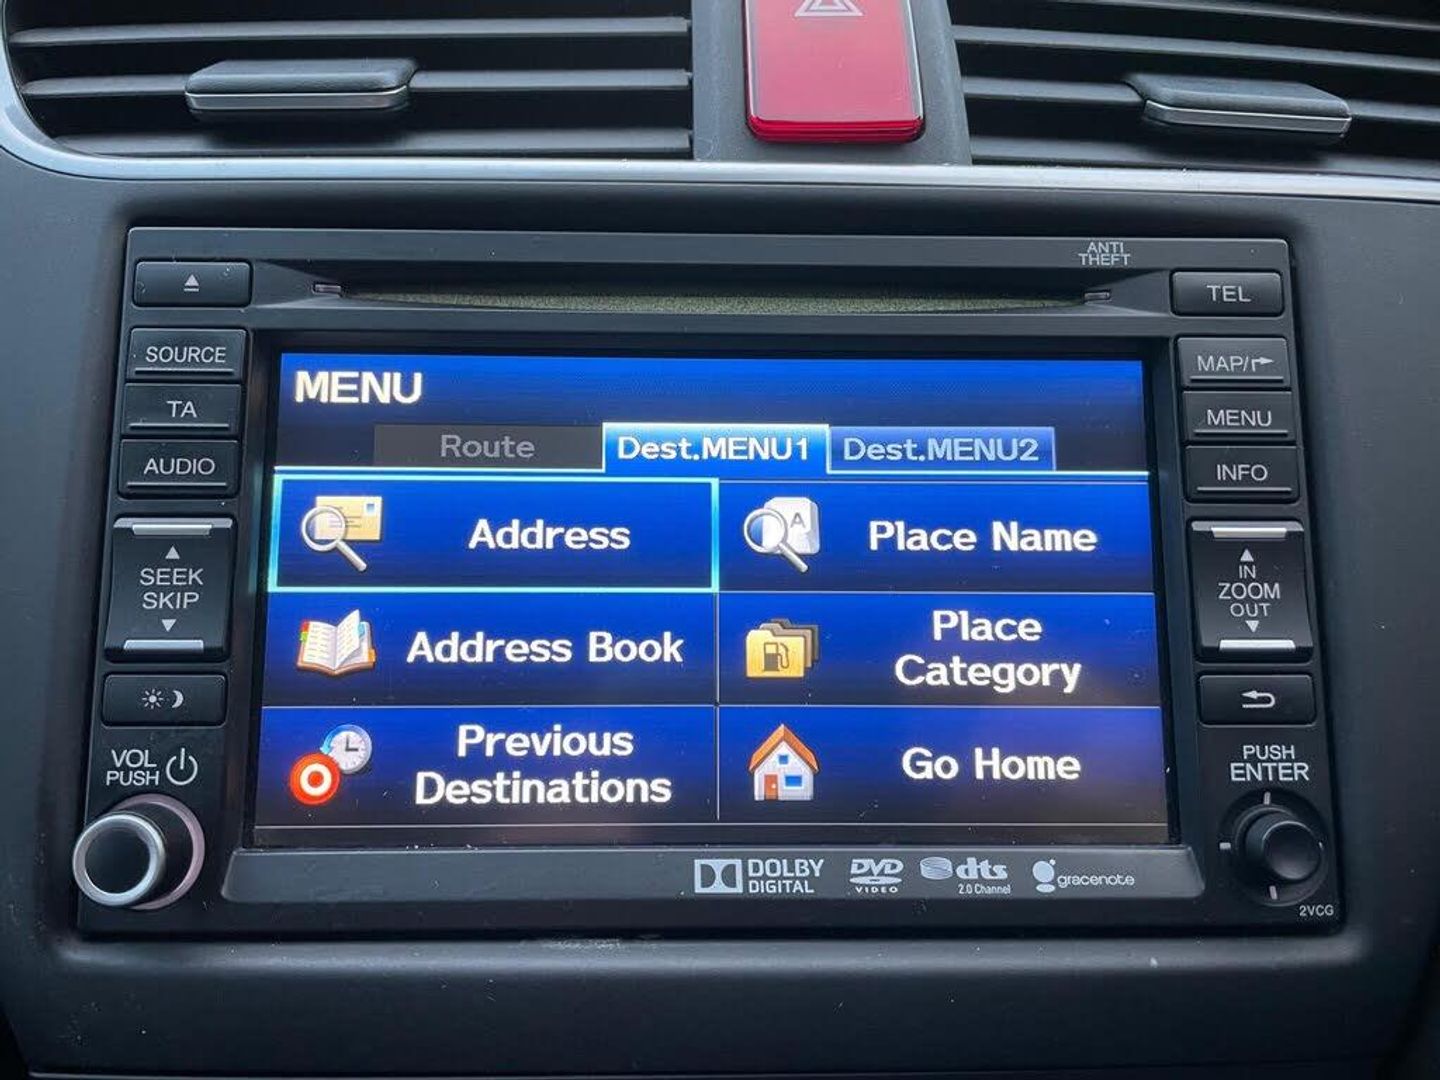 ANTI
THEFT
TEL
SOURCE
TA
AUDIO
SEEK
SKIP
VOL
PUSH
MENU
Route
Dest.MENU1
Dest.MENU2
Address
Place Name
Address Book
Place
Category
Previous
Destinations
Go Home
MAP/
MENU
INFO
IN
ZOOM
OUT
PUSH
ENTER
DOLBY
DIGITAL
DVD
VIDEO
dts
2.0 Channel
gracenote
2VCG
A